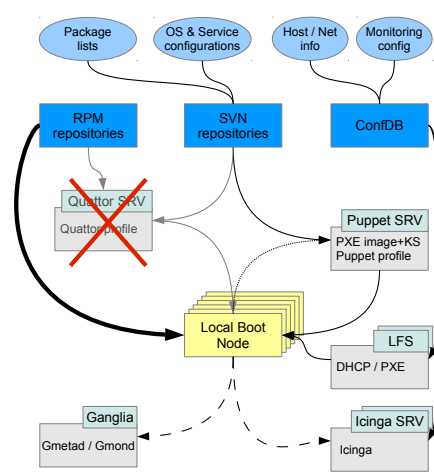 Package
lists
OS & Service
configurations
Host / Net
info
Monitoring
config
RPM
repositories
SVN
repositories
ConfDB
Quattor SRV
Quattor profile
Puppet SRV
PXE image+KS
Puppet profile
Local Boot
Node
LFS
DHCP / PXE
Ganglia
Gmetad / Gmond
Icinga SRV
Icinga